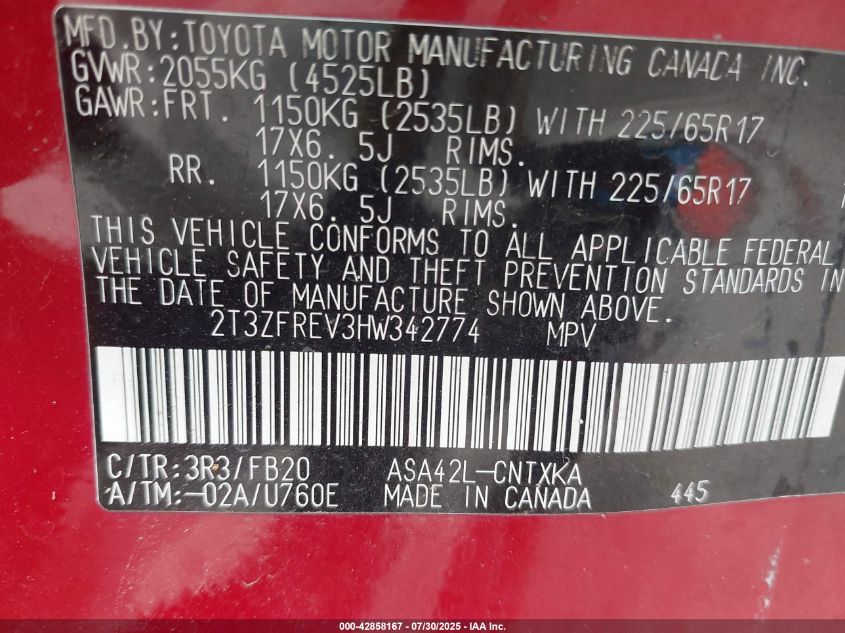 MFD. BY: TOYOTA MOTOR MANUFACTURING CANADA INC.
GVWR: 2055KG (4525LB)
GAWR: FRT. 1150KG (2535LB) WITH 225/65R17
17X6. 5J RIMS.
RR. 1150KG (2535LB) WITH 225/65R17
17X6. 5J RIMS.
THIS VEHICLE CONFORMS TO ALL APPLICABLE FEDERAL
VEHICLE SAFETY AND THEFT PREVENTION STANDARDS IN
THE DATE OF MANUFACTURE SHOWN ABOVE.
2T3ZFREV3HW342774 MPV
C/TR: 3R3/FB20 ASA42L-CNTXKA
A/TM: -02A/U760E MADE IN CANADA 445
000-42858167 - 07/30/2025 - IAA Inc.